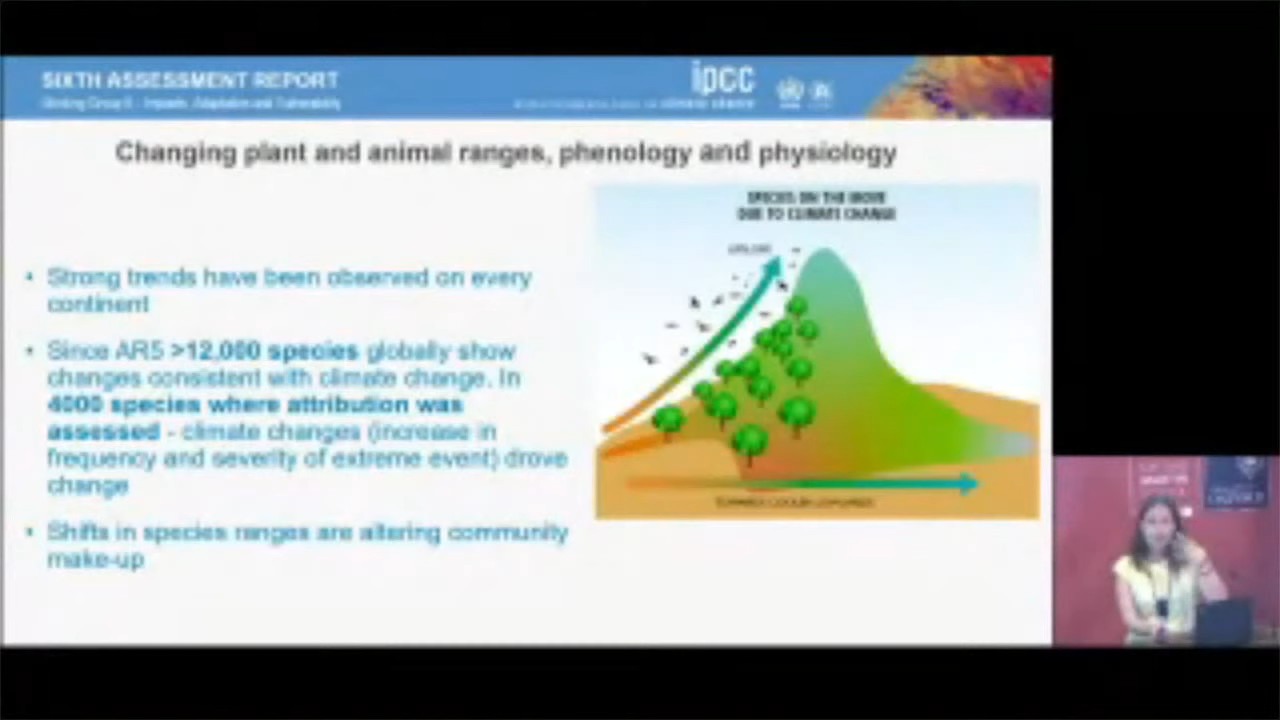 SIXTH ASSESSMENT REPORT
Working Group II - Impacts, Adaptation and Vulnerability
ipcc
climate change
Changing plant and animal ranges, phenology and physiology
SPECIES ON THE MOVE
DUE TO CLIMATE CHANGE
UPSLOPE
• Strong trends have been observed on every
continent
• Since AR5 >12,000 species globally show
changes consistent with climate change. In
4000 species where attribution was
assessed - climate changes (increase in
frequency and severity of extreme event) drove
change
• Shifts in species ranges are altering community
make-up
OXFORD